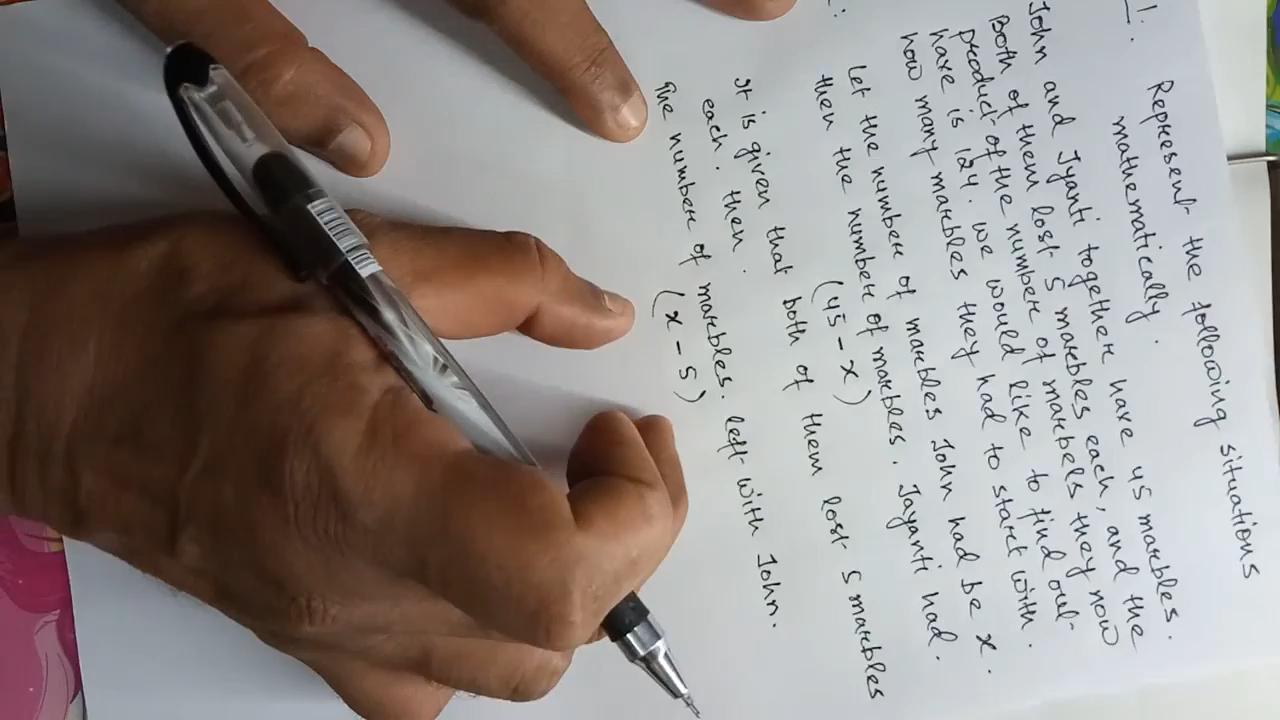 1. Represent the following situations
mathematically.
John and Jyanti together have 45 marbles.
Both of them lost 5 marbles each, and the
product of the number of marbels they now
have is 124. we would like to find out
how many marbles they had to start with.
Let the number of marbles John had be x.
then the number of marbles. Jayanti had.
(45 - x)
It is given that both of them lost 5 marbles
each. then.
The number of marbles. left with John.
(x - 5)